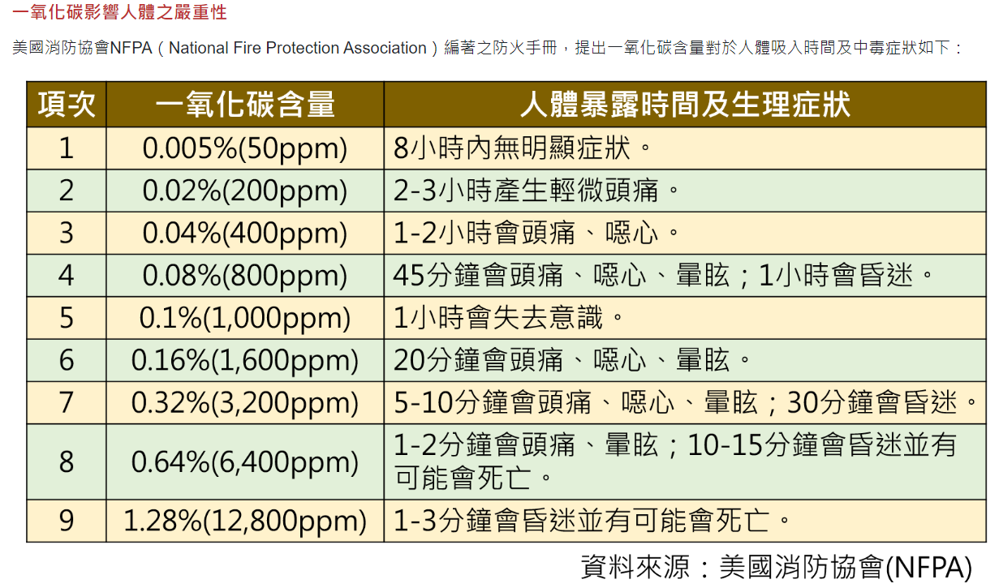 一氧化碳影響人體之嚴重性
美國消防協會NFPA（National Fire Protection Association）編著之防火手冊，提出一氧化碳含量對於人體吸入時間及中毒症狀如下：
項次 一氧化碳含量 人體暴露時間及生理症狀
1 0.005%(50ppm) 8小時內無明顯症狀。
2 0.02%(200ppm) 2-3小時產生輕微頭痛。
3 0.04%(400ppm) 1-2小時會頭痛、噁心。
4 0.08%(800ppm) 45分鐘會頭痛、噁心、暈眩；1小時會昏迷。
5 0.1%(1,000ppm) 1小時會失去意識。
6 0.16%(1,600ppm) 20分鐘會頭痛、噁心、暈眩。
7 0.32%(3,200ppm) 5-10分鐘會頭痛、噁心、暈眩；30分鐘會昏迷。
8 0.64%(6,400ppm) 1-2分鐘會頭痛、暈眩；10-15分鐘會昏迷並有
可能會死亡。
9 1.28%(12,800ppm) 1-3分鐘會昏迷並有可能會死亡。
資料來源：美國消防協會(NFPA)